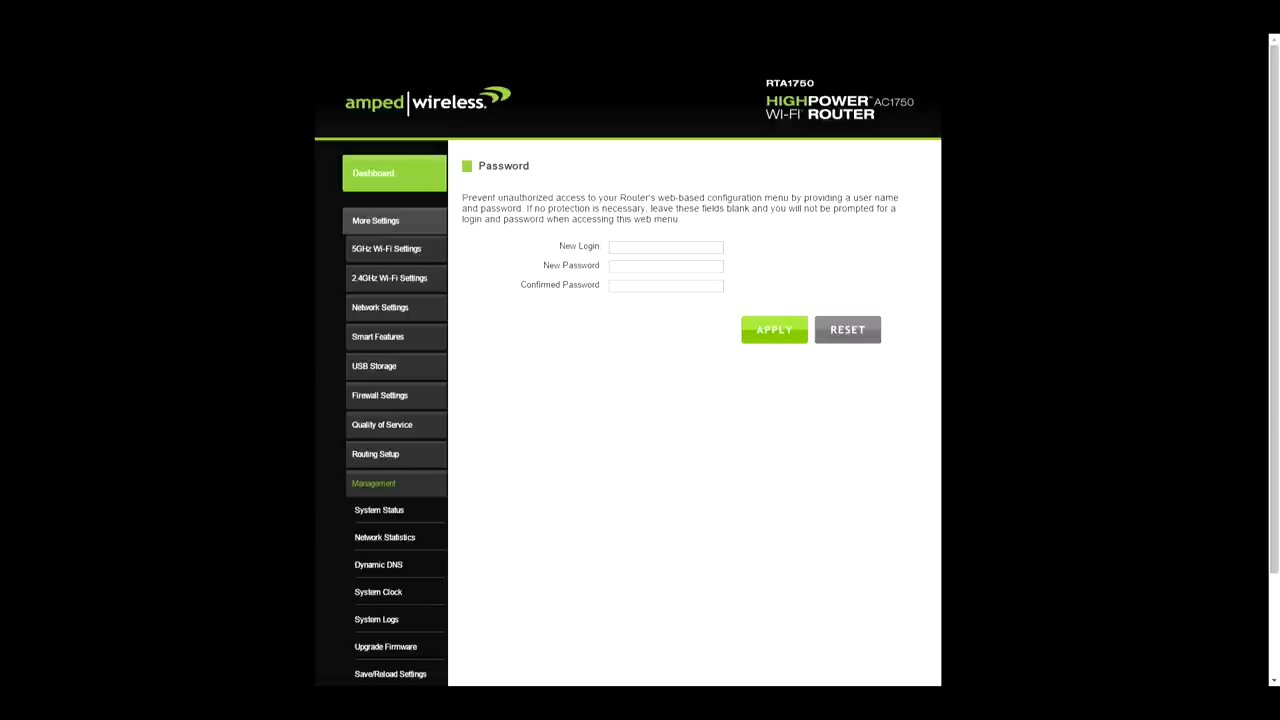 amped|wireless.
RTA1750
HIGHPOWER™ AC1750
WI-FI ROUTER
Dashboard
More Settings
5GHz Wi-Fi Settings
2.4GHz Wi-Fi Settings
Network Settings
Smart Features
USB Storage
Firewall Settings
Quality of Service
Routing Setup
Management
System Status
Network Statistics
Dynamic DNS
System Clock
System Logs
Upgrade Firmware
Save/Reload Settings
Password
Prevent unauthorized access to your Router's web-based configuration menu by providing a user name
and password. If no protection is necessary, leave these fields blank and you will not be prompted for a
login and password when accessing this web menu.
New Login
New Password
Confirmed Password
APPLY RESET